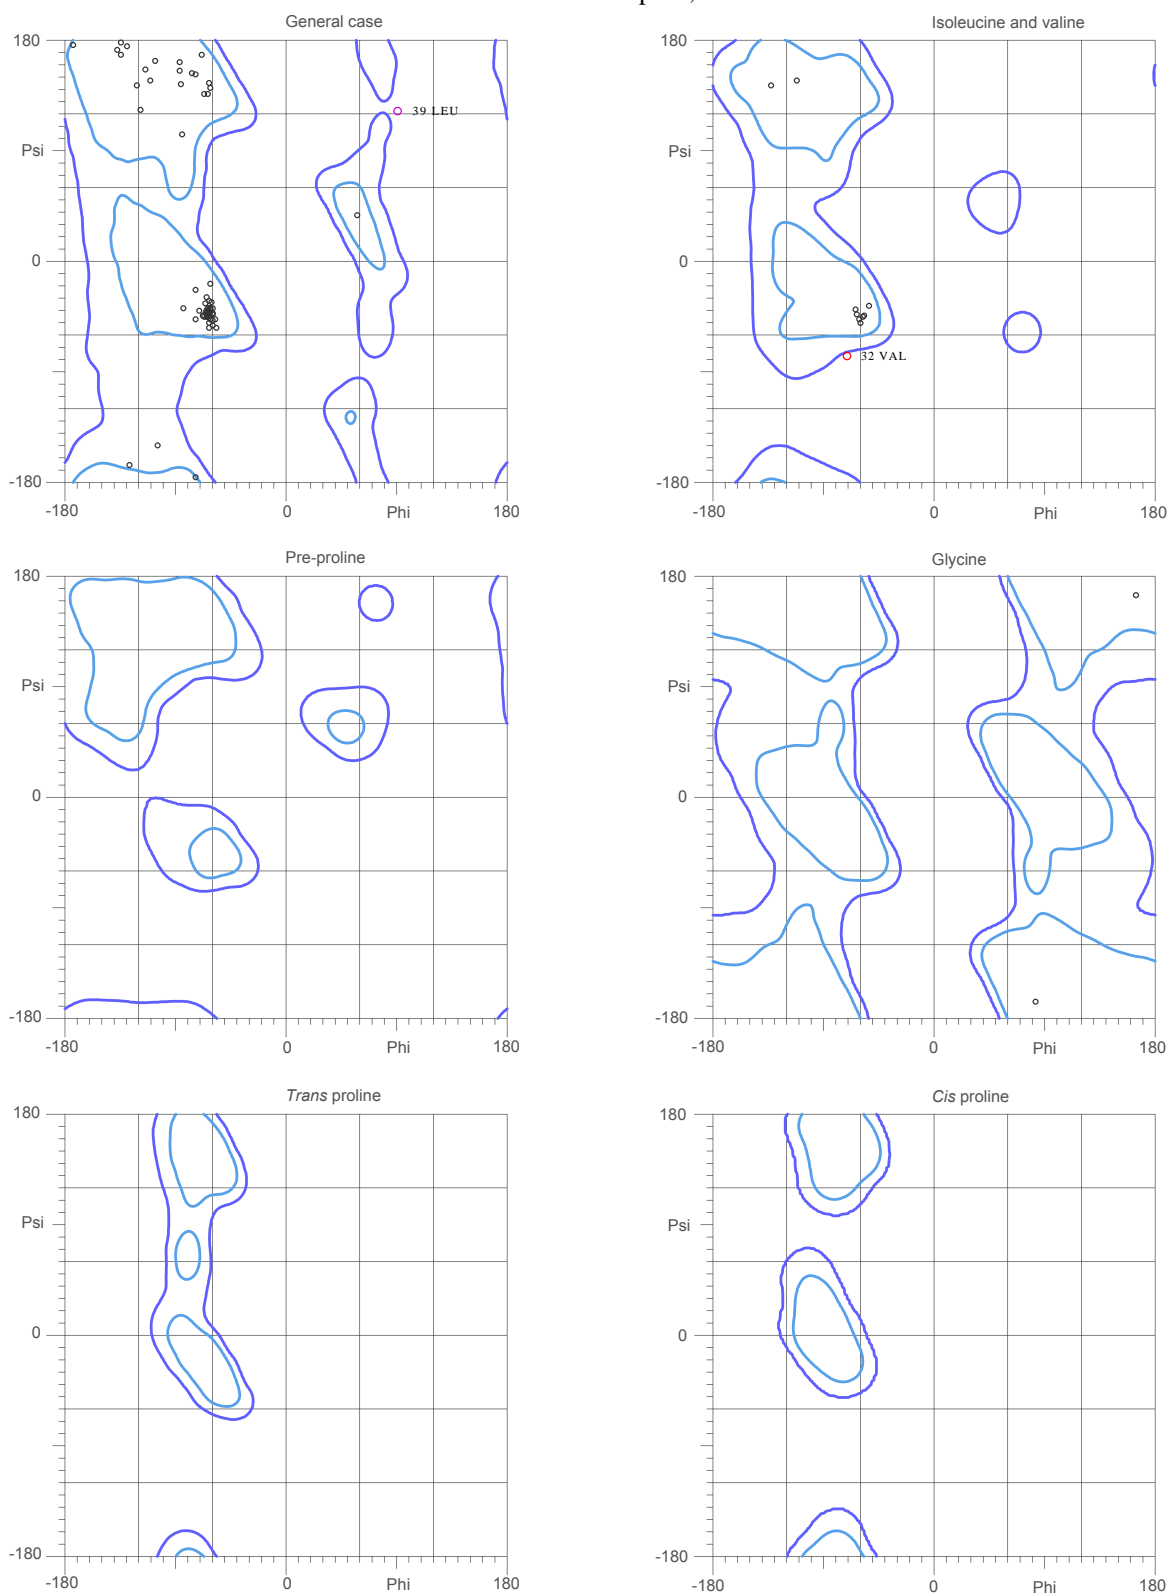 General case
Isoleucine and valine
180
180
39 LEU
Psi
Psi
0
0
32 VAL
-180
-180
-180
0
Phi
180
-180
0
Phi
180
Pre-proline
Glycine
180
180
Psi
Psi
0
0
-180
-180
-180
0
Phi
180
-180
0
Phi
180
Trans proline
Cis proline
180
180
Psi
Psi
0
0
-180
-180
-180
0
Phi
180
-180
0
Phi
180